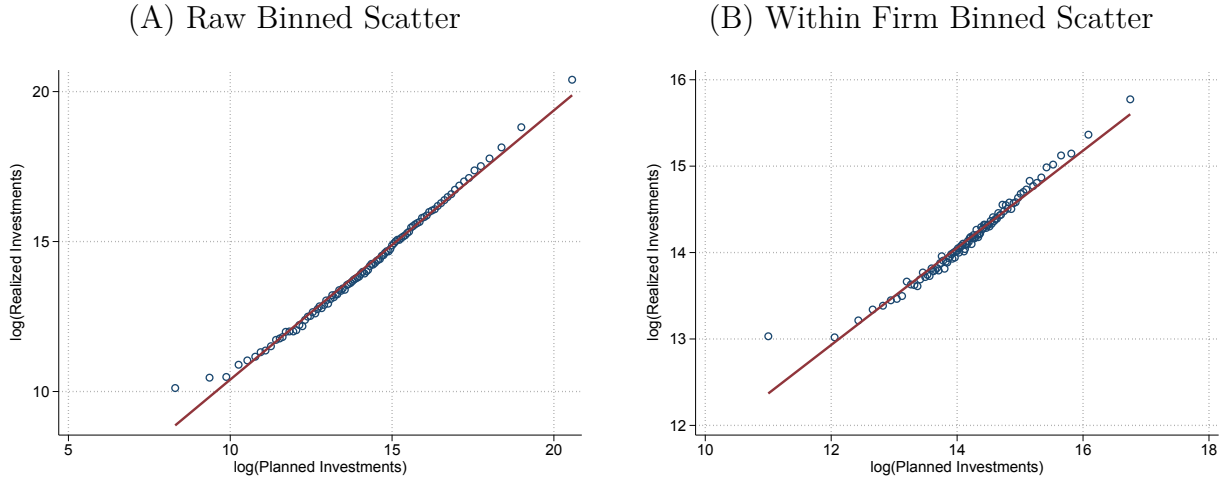 (A) Raw Binned Scatter
20
15
10
5 10 15 20
log(Realized Investments)
log(Planned Investments)
(B) Within Firm Binned Scatter
16
15
14
13
12
10 12 14 16 18
log(Realized Investments)
log(Planned Investments)